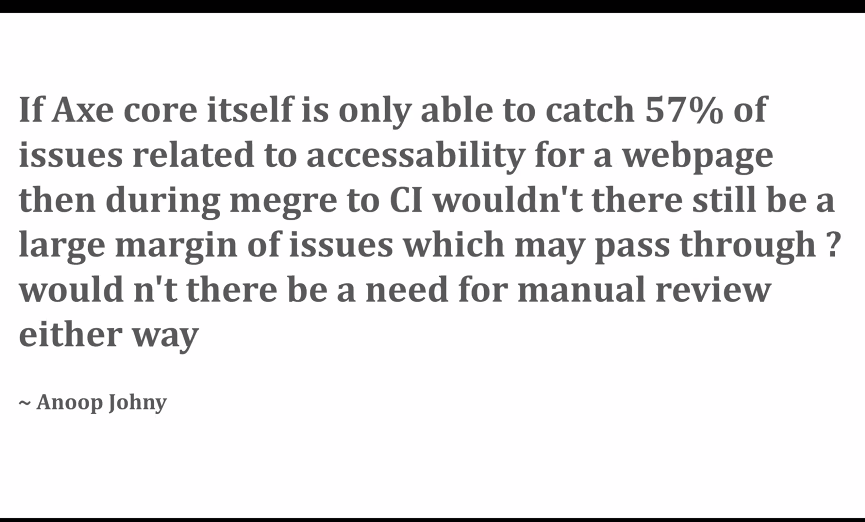 If Axe core itself is only able to catch 57% of
issues related to accessability for a webpage
then during megre to CI wouldn't there still be a
large margin of issues which may pass through ?
would n't there be a need for manual review
either way
~ Anoop Johny